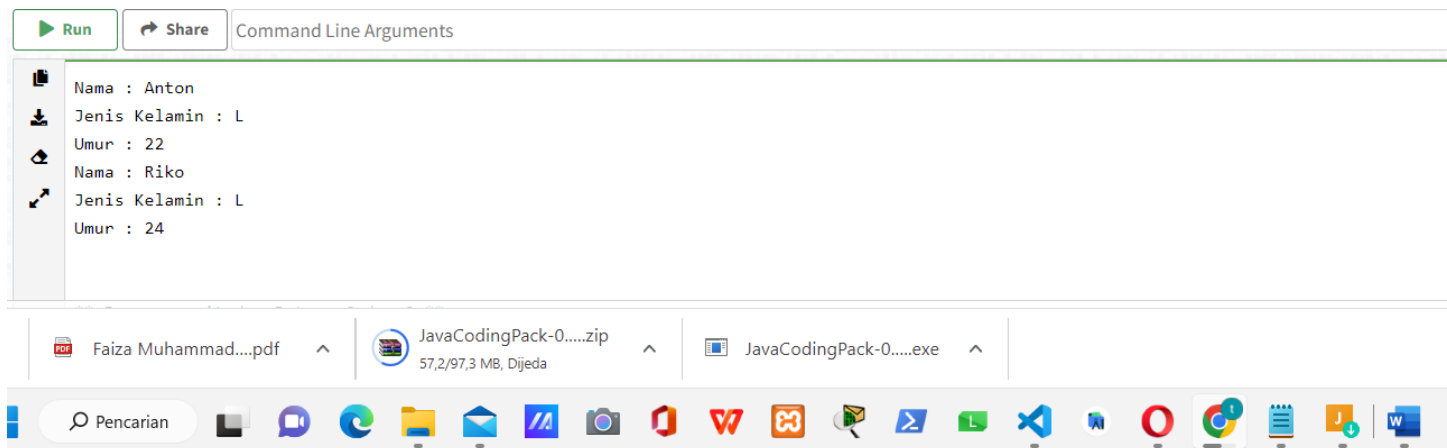 Run
Share
Command Line Arguments
Nama : Anton
Jenis Kelamin : L
Umur : 22
Nama : Riko
Jenis Kelamin : L
Umur : 24
Faiza Muhammad....pdf
JavaCodingPack-0.....zip
57,2/97,3 MB, Dijeda
JavaCodingPack-0.....exe
Pencarian